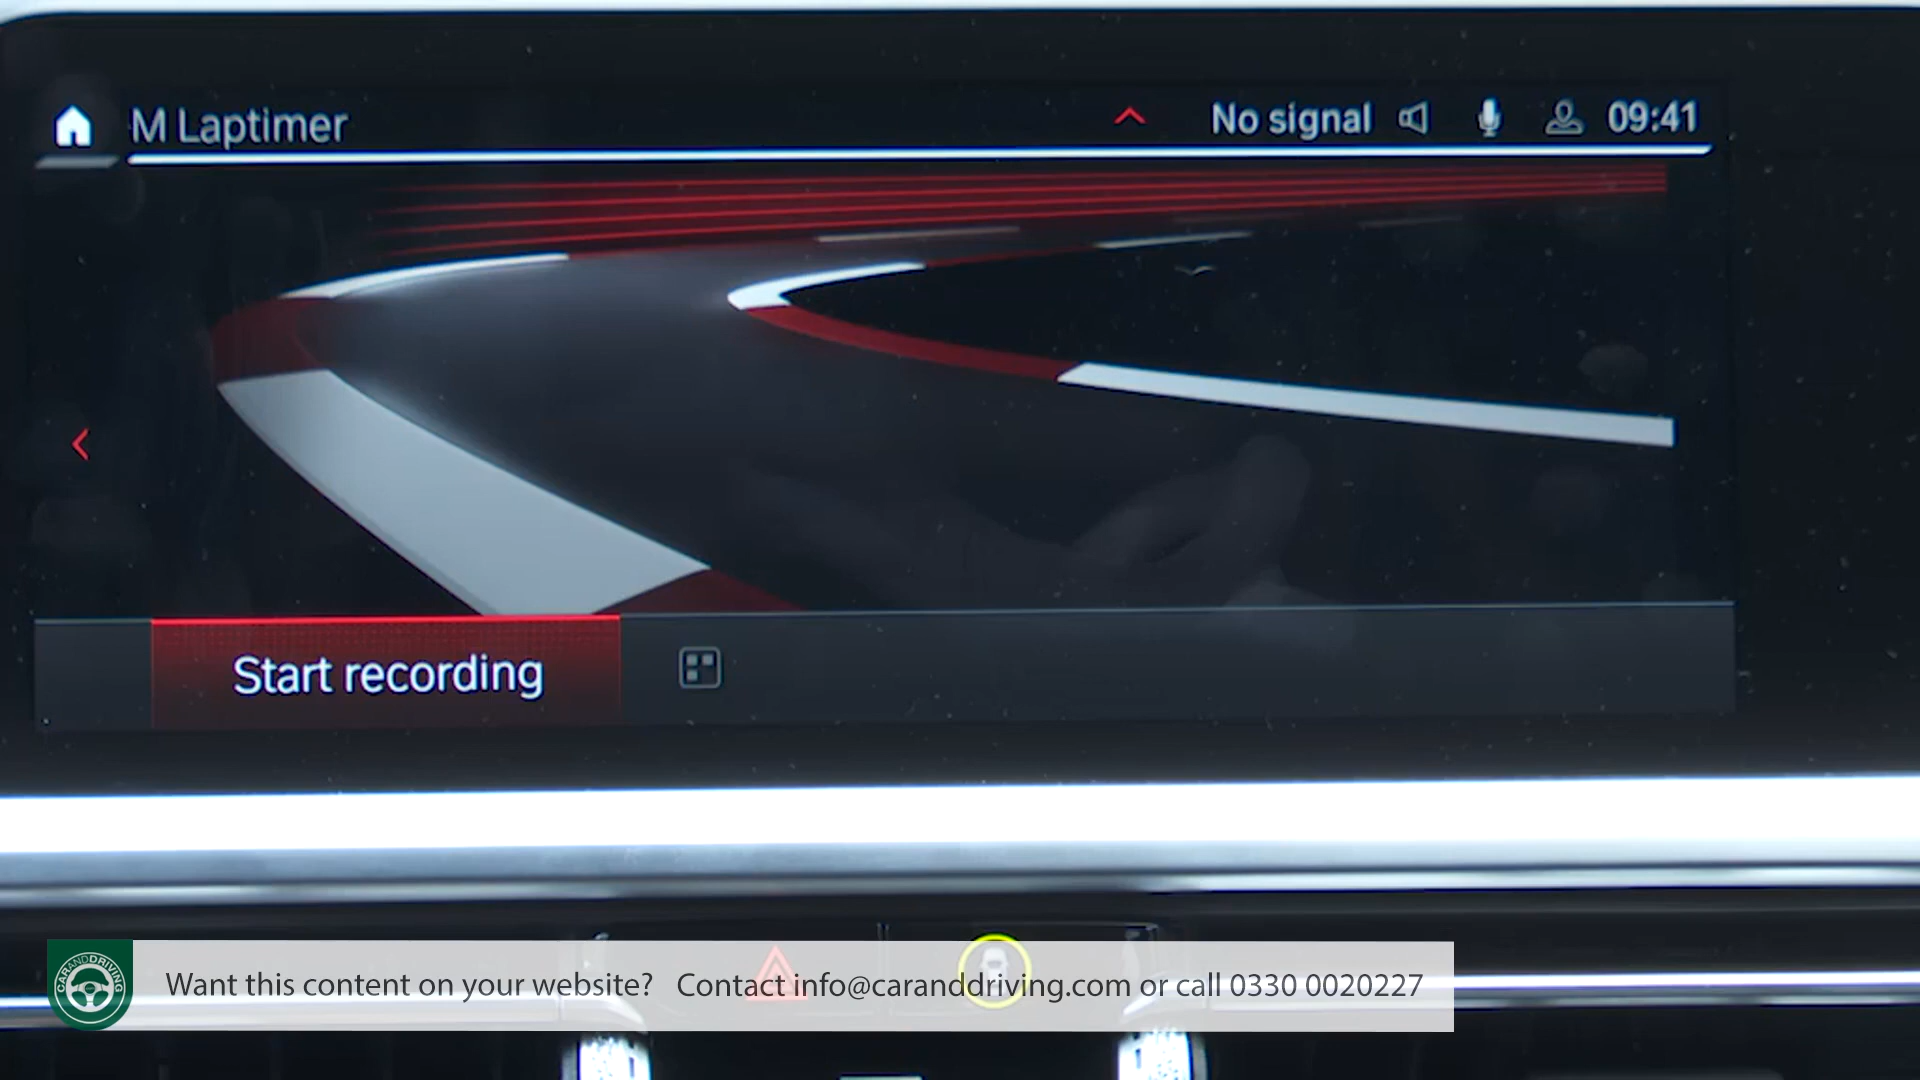 M Laptimer
No signal
09:41
Start recording
CARANDDRIVING
Want this content on your website? Contact info@caranddriving.com or call 0330 0020227